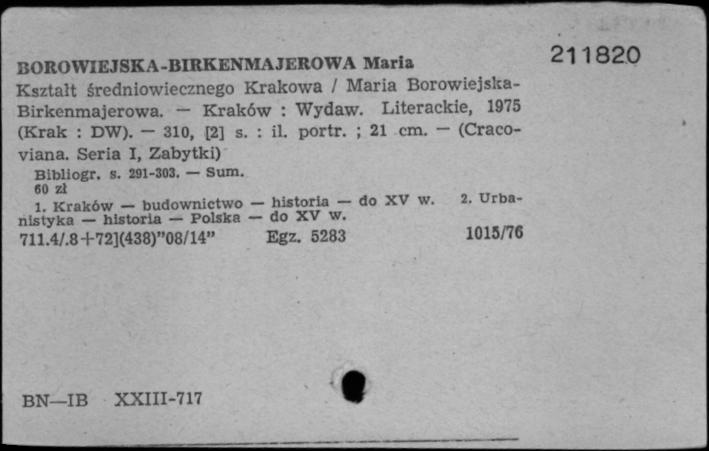 211820
BOROWIEJSKA-BIRKENMAJEROWA Maria
Kształt średniowiecznego Krakowa / Maria Borowiejska-
Birkenmajerowa. — Kraków : Wydaw. Literackie, 1975
(Krak : DW). — 310, [2] s. : il. portr. ; 21 cm. — (Craco-
viana. Seria I, Zabytki)
Bibliogr. s. 291-303. — Sum.
60 zł
1. Kraków — budownictwo — historia — do XV w. 2. Urba-
nistyka — historia — Polska — do XV w.
711.4/.8+72](438)"08/14" Egz. 5283 1015/76
BN—IB XXIII-717